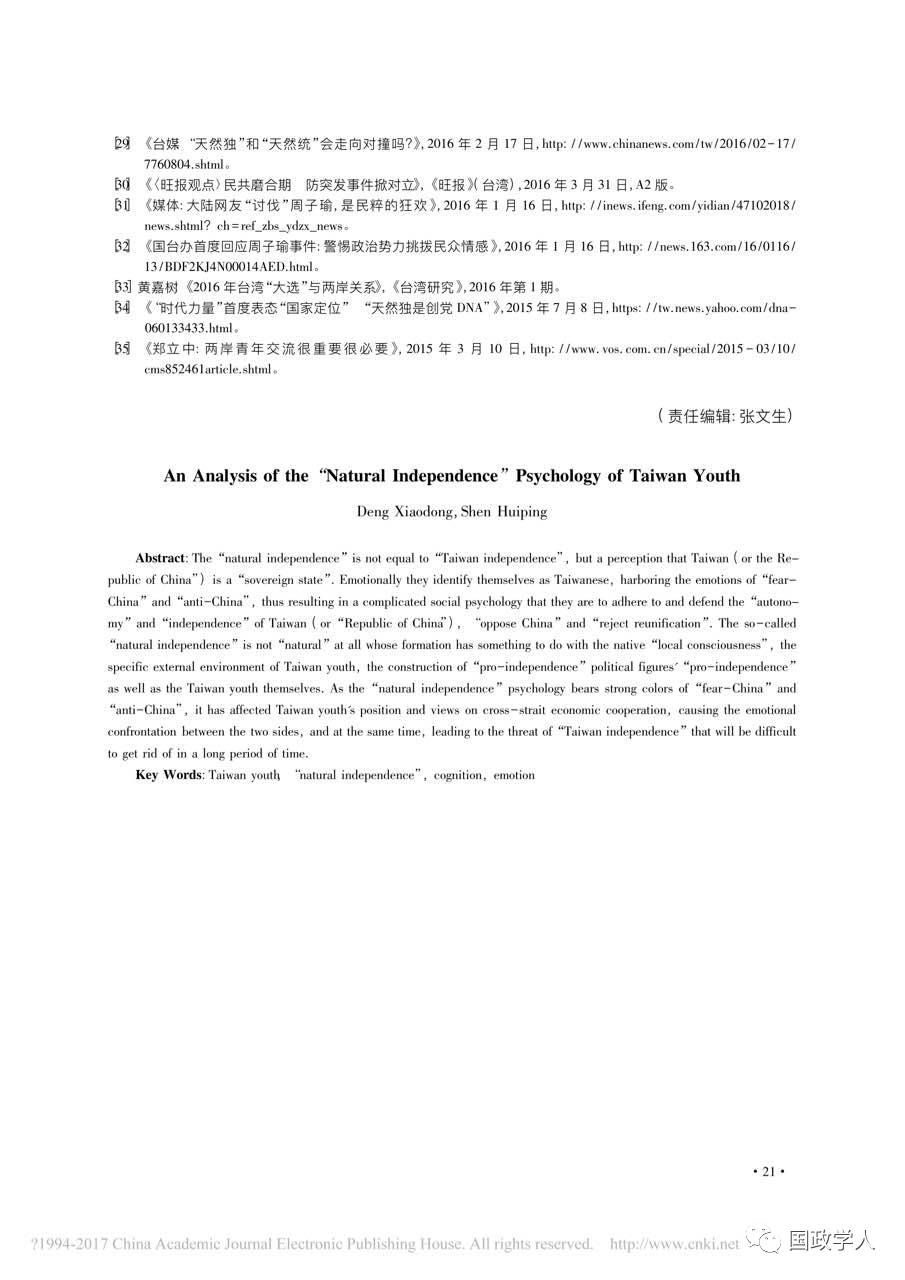 [29] 《台媒：“天然独”和“天然统”会走向对撞吗?》,2016 年 2 月 17 日, http: //www.chinanews.com/tw/2016/02-17/
7760804.shtml。
[30] 《〈旺报观点〉民共磨合期 防突发事件掀对立》,《旺报》(台湾),2016 年 3 月 31 日, A2 版。
[31] 《媒体: 大陆网友“讨伐”周子瑜,是民粹的狂欢》,2016 年 1 月 16 日, http: //inews.ifeng.com/yidian/47102018/
news.shtml? ch=ref_zbs_ydzx_news。
[32] 《国台办首度回应周子瑜事件: 警惕政治势力挑拨民众情感》,2016 年 1 月 16 日, http: //news.163.com/16/0116/
13/BDF2KJ4N00014AED.html。
[33] 黄嘉树《2016 年台湾“大选”与两岸关系》,《台湾研究》,2016 年第 1 期。
[34] 《“时代力量”首度表态“国家定位” “天然独是创党 DNA”》,2015 年 7 月 8 日, https: //tw.news.yahoo.com/dna-
060133433.html。
[35] 《郑立中: 两岸青年交流很重要很必要》,2015 年 3 月 10 日, http: //www.vos.com.cn/special/2015-03/10/
cms852461article.shtml。
(责任编辑: 张文生)
An Analysis of the “Natural Independence” Psychology of Taiwan Youth
Deng Xiaodong, Shen Huiping
Abstract: The “natural independence” is not equal to “Taiwan independence”, but a perception that Taiwan (or the Re-
public of China”) is a “sovereign state”. Emotionally they identify themselves as Taiwanese, harboring the emotions of “fear-
China” and “anti-China”, thus resulting in a complicated social psychology that they are to adhere to and defend the “autono-
my” and “independence” of Taiwan (or “Republic of China”), “oppose China” and “reject reunification”. The so-called
“natural independence” is not “natural” at all whose formation has something to do with the native “local consciousness”, the
specific external environment of Taiwan youth, the construction of “pro-independence” political figures´ “pro-independence”
as well as the Taiwan youth themselves. As the “natural independence” psychology bears strong colors of “fear-China” and
“anti-China”, it has affected Taiwan youth´s position and views on cross-strait economic cooperation, causing the emotional
confrontation between the two sides, and at the same time, leading to the threat of “Taiwan independence” that will be difficult
to get rid of in a long period of time.
Key Words: Taiwan youth, “natural independence”, cognition, emotion
· 21 ·
?1994-2017 China Academic Journal Electronic Publishing House. All rights reserved. http://www.cnki.net
国政学人